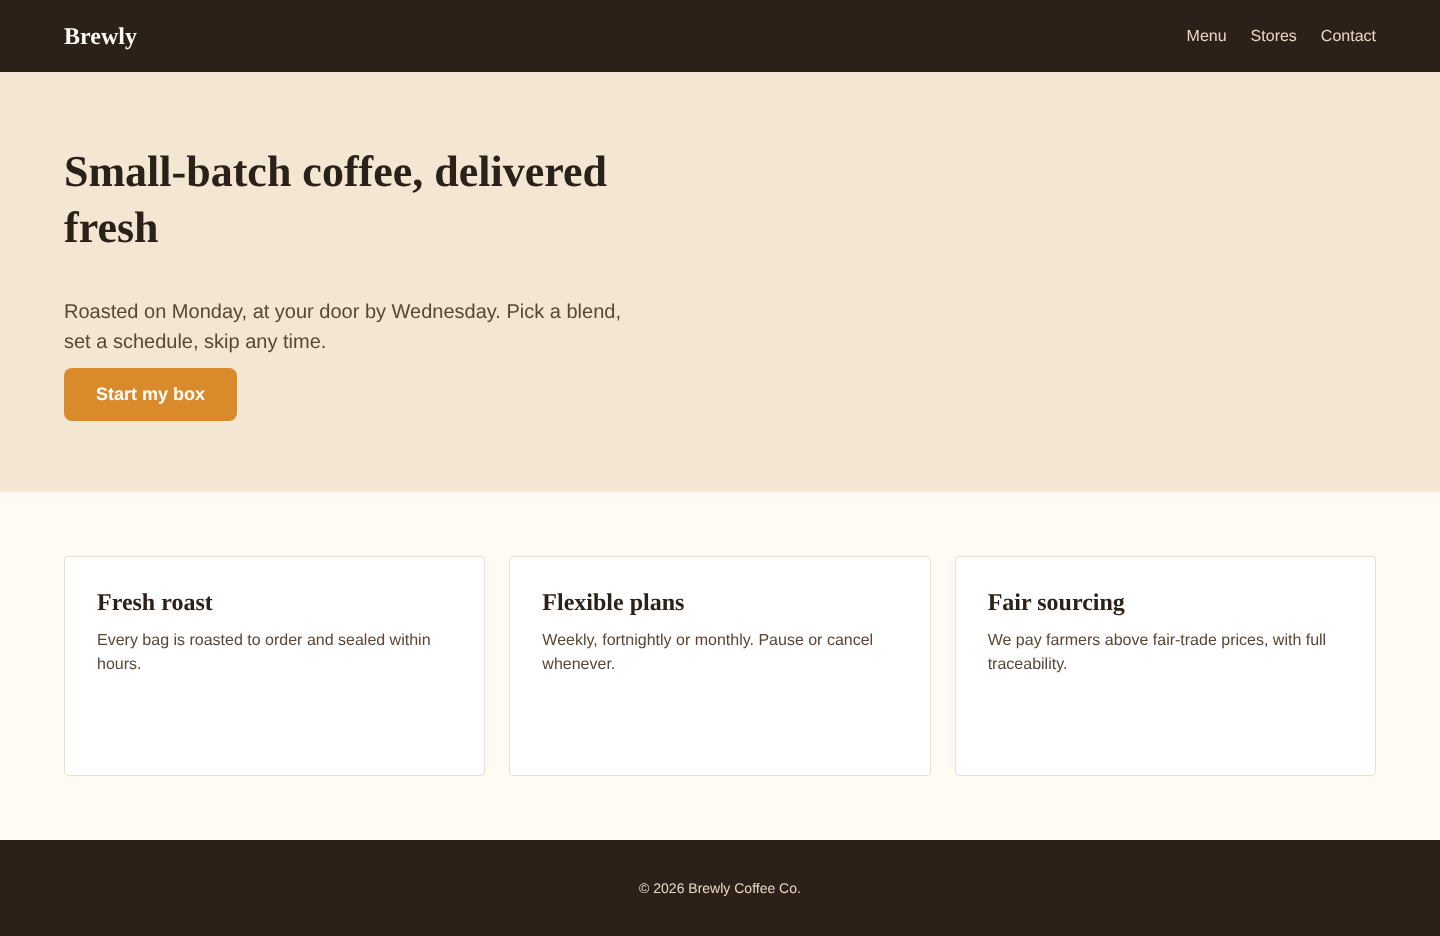 Brewly
Menu Stores Contact
Small-batch coffee, delivered
fresh
Roasted on Monday, at your door by Wednesday. Pick a blend,
set a schedule, skip any time.
Start my box
Fresh roast
Every bag is roasted to order and sealed within
hours.
Flexible plans
Weekly, fortnightly or monthly. Pause or cancel
whenever.
Fair sourcing
We pay farmers above fair-trade prices, with full
traceability.
© 2026 Brewly Coffee Co.